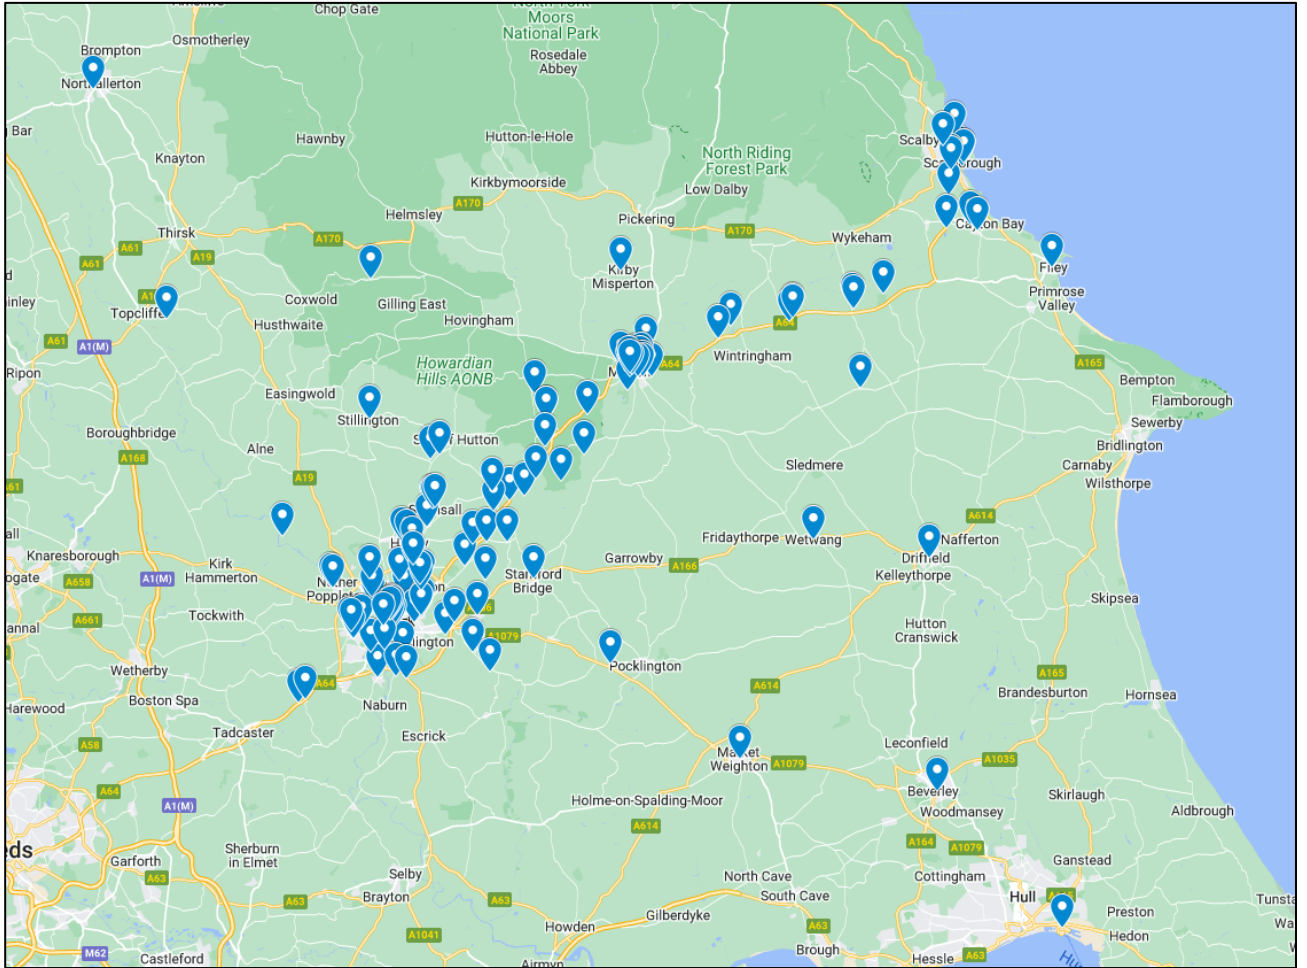 Chop Gate
Moors
National Park
Osmotherley
Brompton
Rosedale
Abbey
Bar
Hawnby
Hutton-le-Hole
Scalby
Knayton
North Riding
Forest Park
Kirkbymoorside
Low Dalby
A170
Helmsley
Pickering
Thirsk
A170
A170
Wykeham
A61
A19
A61
Filey
Kirby
Misperton
Primrose
Valley
Coxwold
Gilling East
Topcliffe
Husthwaite
Hovingham
A64
A61
A1(M)
Wintringham
Howardian
Hills AONB
A64
A165
Ripon
Bempton
Flamborough
Easingwold
Stillington
Sewerby
Boroughbridge
Bridlington
Alne
A168
Sledmere
Carnaby
A19
Wilsthorpe
A614
Fridaythorpe
Wetwang
Nafferton
Driffield
Knaresborough
Kirk
Hammerton
Garrowby
A166
Kelleythorpe
A658
A1(M)
Stamford
Bridge
Nether
Poppleton
Skipsea
Tockwith
A661
Hutton
Cranswick
A1079
Wetherby
Pocklington
A165
A64
A614
Boston Spa
Brandesburton
Hornsea
Harewood
Naburn
Tadcaster
Escrick
Leconfield
A58
Market
Weighton
A1079
A1035
A64
Beverley
Skirlaugh
A1(M)
Holme-on-Spalding-Moor
Woodmansey
Aldbrough
A614
A164
A1079
Sherburn
in Elmet
Garforth
Ganstead
A63
Selby
North Cave
Cottingham
Brayton
South Cave
A63
A63
Hull
Gilberdyke
Preston
Howden
A63
A1041
Hedon
M62
Castleford
Airmyn
Brough
Hessle
A63